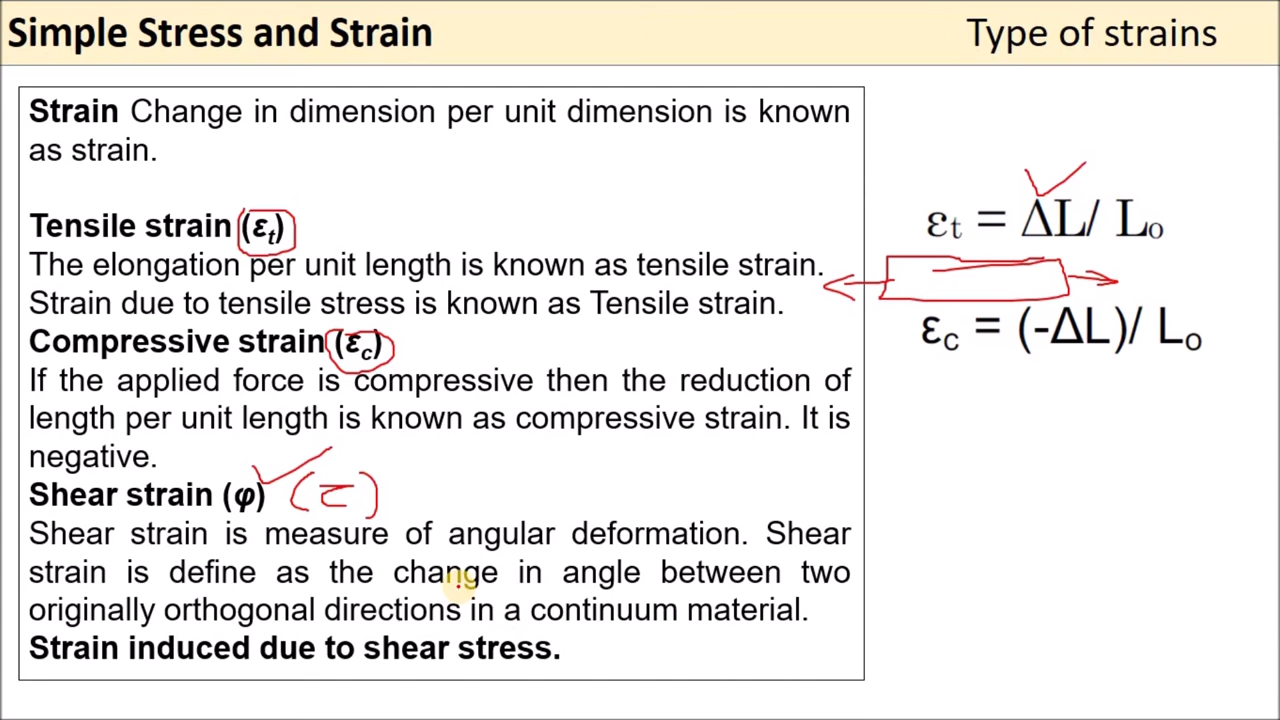 Simple Stress and Strain
Type of strains
Strain Change in dimension per unit dimension is known
as strain.
Tensile strain (εt)
The elongation per unit length is known as tensile strain.
Strain due to tensile stress is known as Tensile strain.
Compressive strain (εc)
If the applied force is compressive then the reduction of
length per unit length is known as compressive strain. It is
negative.
Shear strain (φ) (τ)
Shear strain is measure of angular deformation. Shear
strain is define as the change in angle between two
originally orthogonal directions in a continuum material.
Strain induced due to shear stress.
εt = ΔL/ Lo
εc = (-ΔL)/ Lo